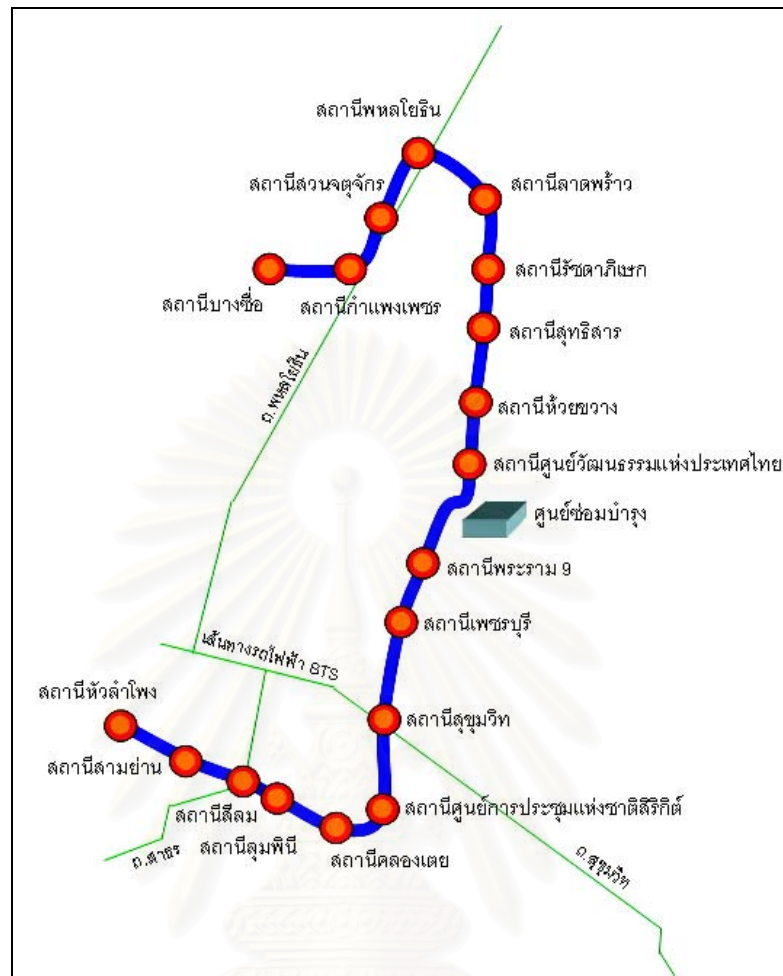 สถานีพหลโยธิน
สถานีสวนจตุจักร
สถานีลาดพร้าว
สถานีรัชดาภิเษก
สถานีบางซื่อ
สถานีกำแพงเพชร
สถานีสุทธิสาร
ถ.พหลโยธิน
สถานีห้วยขวาง
สถานีศูนย์วัฒนธรรมแห่งประเทศไทย
ศูนย์ซ่อมบำรุง
สถานีพระราม 9
สถานีเพชรบุรี
เส้นทางรถไฟฟ้า BTS
สถานีหัวลำโพง
สถานีสุขุมวิท
สถานีสามย่าน
สถานีสีลม
สถานีศูนย์การประชุมแห่งชาติสิริกิต์
สถานีลุมพินี
ถ.สาธร
สถานีคลองเตย
ถ.สุขุมวิท